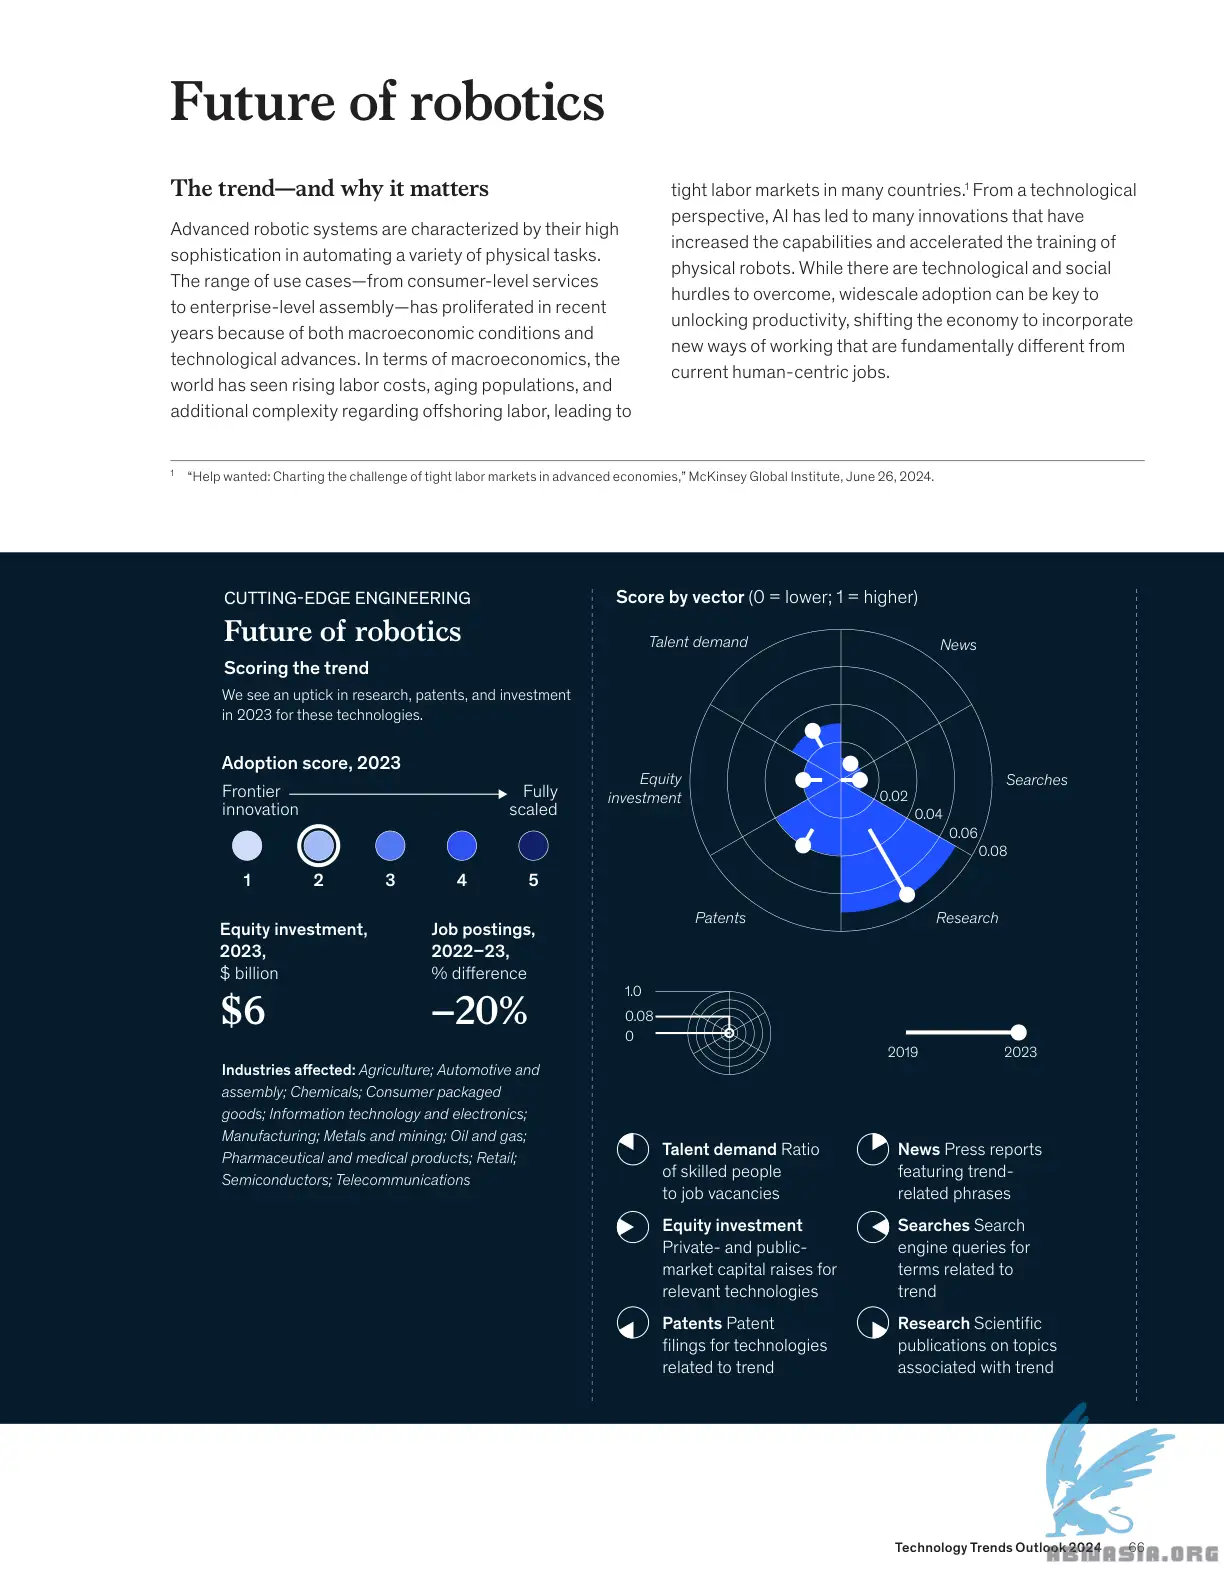 Future of robotics
The trend—and why it matters
Advanced robotic systems are characterized by their high
sophistication in automating a variety of physical tasks.
The range of use cases—from consumer-level services
to enterprise-level assembly—has proliferated in recent
years because of both macroeconomic conditions and
technological advances. In terms of macroeconomics, the
world has seen rising labor costs, aging populations, and
additional complexity regarding offshoring labor, leading to
tight labor markets in many countries.¹ From a technological
perspective, AI has led to many innovations that have
increased the capabilities and accelerated the training of
physical robots. While there are technological and social
hurdles to overcome, widescale adoption can be key to
unlocking productivity, shifting the economy to incorporate
new ways of working that are fundamentally different from
current human-centric jobs.
¹ “Help wanted: Charting the challenge of tight labor markets in advanced economies,” McKinsey Global Institute, June 26, 2024.
CUTTING-EDGE ENGINEERING
Future of robotics
Scoring the trend
We see an uptick in research, patents, and investment
in 2023 for these technologies.
Adoption score, 2023
Frontier
innovation
Fully
scaled
1 2 3 4 5
Equity investment,
2023,
$ billion
$6
Job postings,
2022–23,
% difference
–20%
Industries affected: Agriculture; Automotive and
assembly; Chemicals; Consumer packaged
goods; Information technology and electronics;
Manufacturing; Metals and mining; Oil and gas;
Pharmaceutical and medical products; Retail;
Semiconductors; Telecommunications
Score by vector (0 = lower; 1 = higher)
Talent demand
News
Equity
investment
Searches
0.02
0.04
0.06
0.08
Patents
Research
1.0
0.08
0
2019
2023
Talent demand Ratio
of skilled people
to job vacancies
News Press reports
featuring trend-
related phrases
Equity investment
Private- and public-
market capital raises for
relevant technologies
Searches Search
engine queries for
terms related to
trend
Patents Patent
filings for technologies
related to trend
Research Scientific
publications on topics
associated with trend
Technology Trends Outlook 2024 66
ABWASIA.ORG